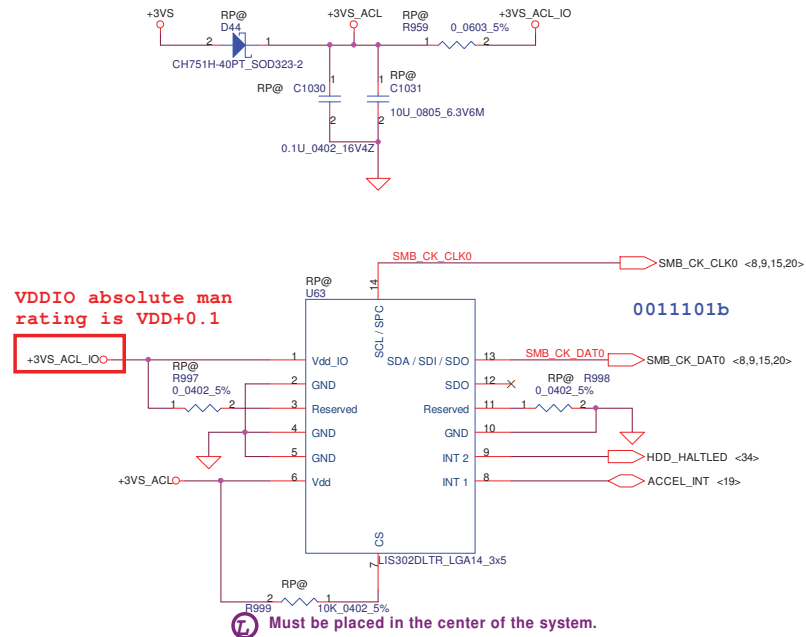 +3VS
RP@
D44
2
1
CH751H-40PT_SOD323-2
+3VS_ACL
RP@
R959
0_0603_5%
1
2
+3VS_ACL_IO
RP@
C1030
1
2
0.1U_0402_16V4Z
1
RP@
C1031
10U_0805_6.3V6M
2
SMB_CK_CLK0
SMB_CK_CLK0 <8,9,15,20>
RP@
U63
14
SCL / SPC
VDDIO absolute man
rating is VDD+0.1
0011101b
+3VS_ACL_IO
1
Vdd_IO
SDA / SDI / SDO
13
SMB_CK_DAT0
SMB_CK_DAT0 <8,9,15,20>
RP@
R997
0_0402_5%
2
GND
SDO
12
RP@
R998
0_0402_5%
1
2
3
Reserved
Reserved
11
1
2
4
GND
GND
10
5
GND
INT 2
9
HDD_HALTLED <34>
+3VS_ACL
6
Vdd
INT 1
8
ACCEL_INT <19>
CS
7
LIS302DLTR_LGA14_3x5
RP@
2
1
R999
10K_0402_5%
L
Must be placed in the center of the system.